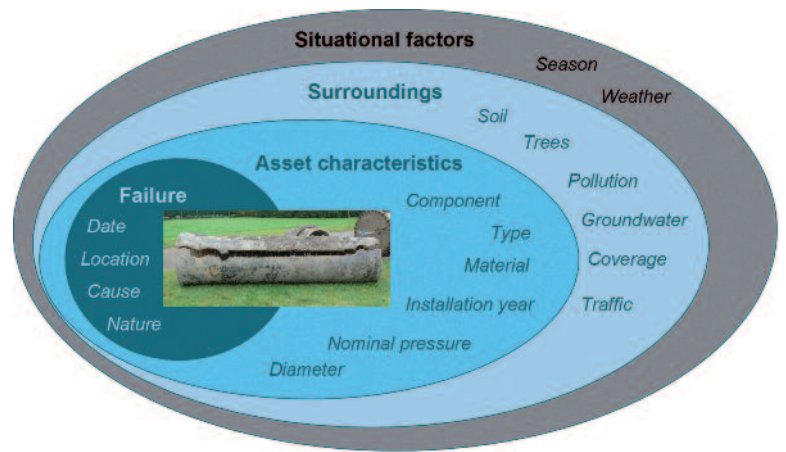 Situational factors
Season
Weather
Surroundings
Soil
Trees
Pollution
Groundwater
Coverage
Traffic
Asset characteristics
Component
Type
Material
Installation year
Nominal pressure
Diameter
Failure
Date
Location
Cause
Nature